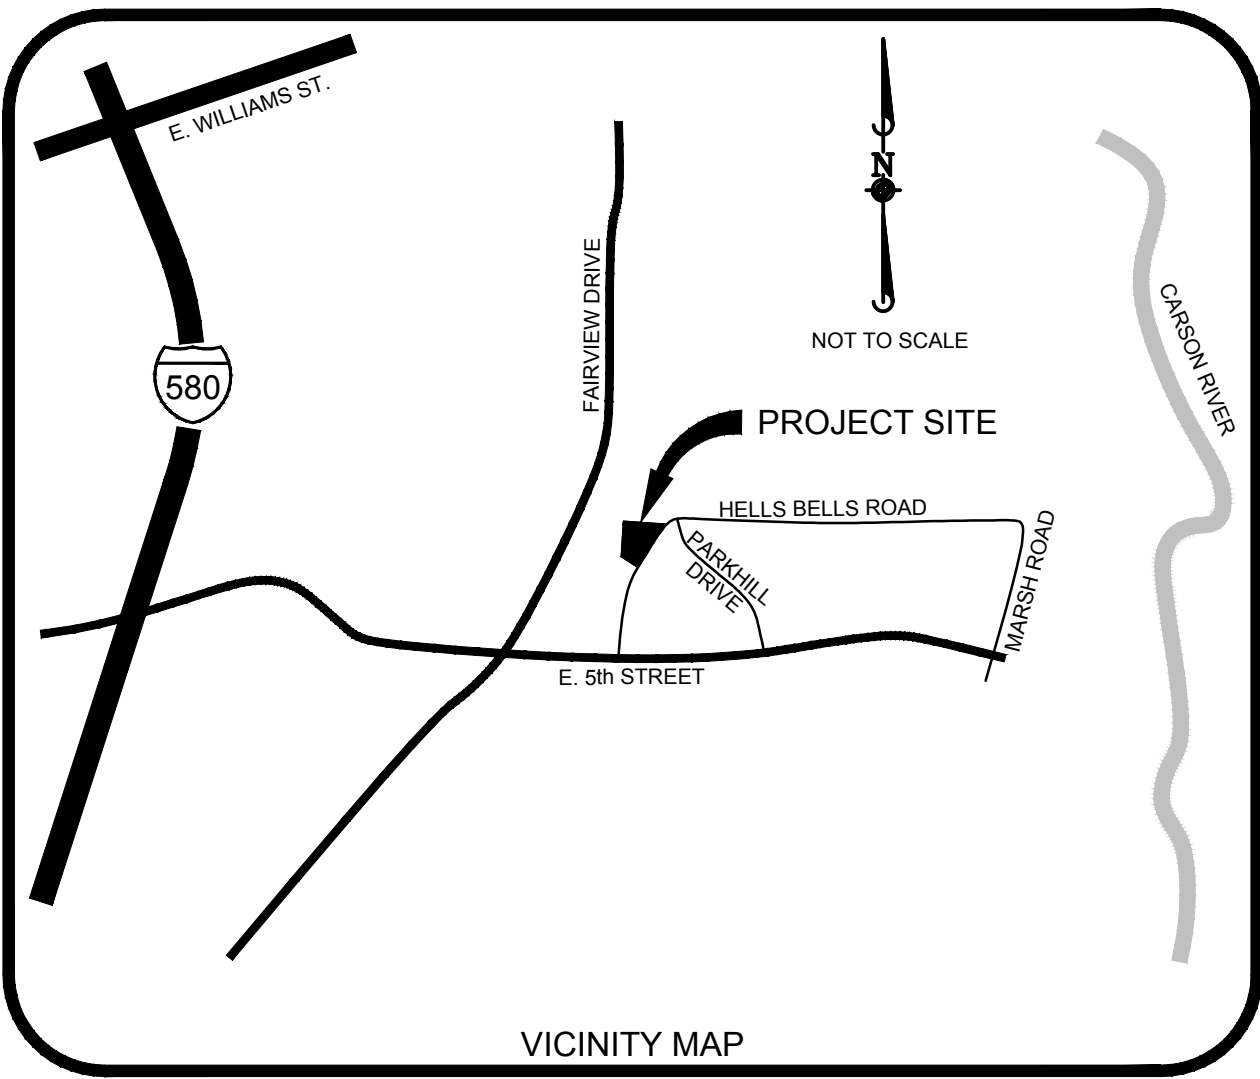 E. WILLIAMS ST.
N
FAIRVIEW DRIVE
CARSON RIVER
NOT TO SCALE
580
PROJECT SITE
HELLS BELLS ROAD
PARKHILL
DRIVE
MARSH ROAD
E. 5th STREET
VICINITY MAP